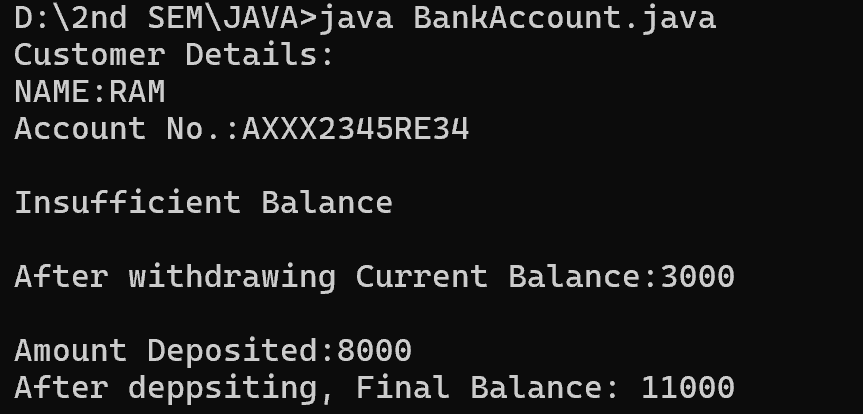 D:\2nd SEM\JAVA>java BankAccount.java
Customer Details:
NAME:RAM
Account No.:AXXX2345RE34
Insufficient Balance
After withdrawing Current Balance:3000
Amount Deposited:8000
After deppsiting, Final Balance: 11000